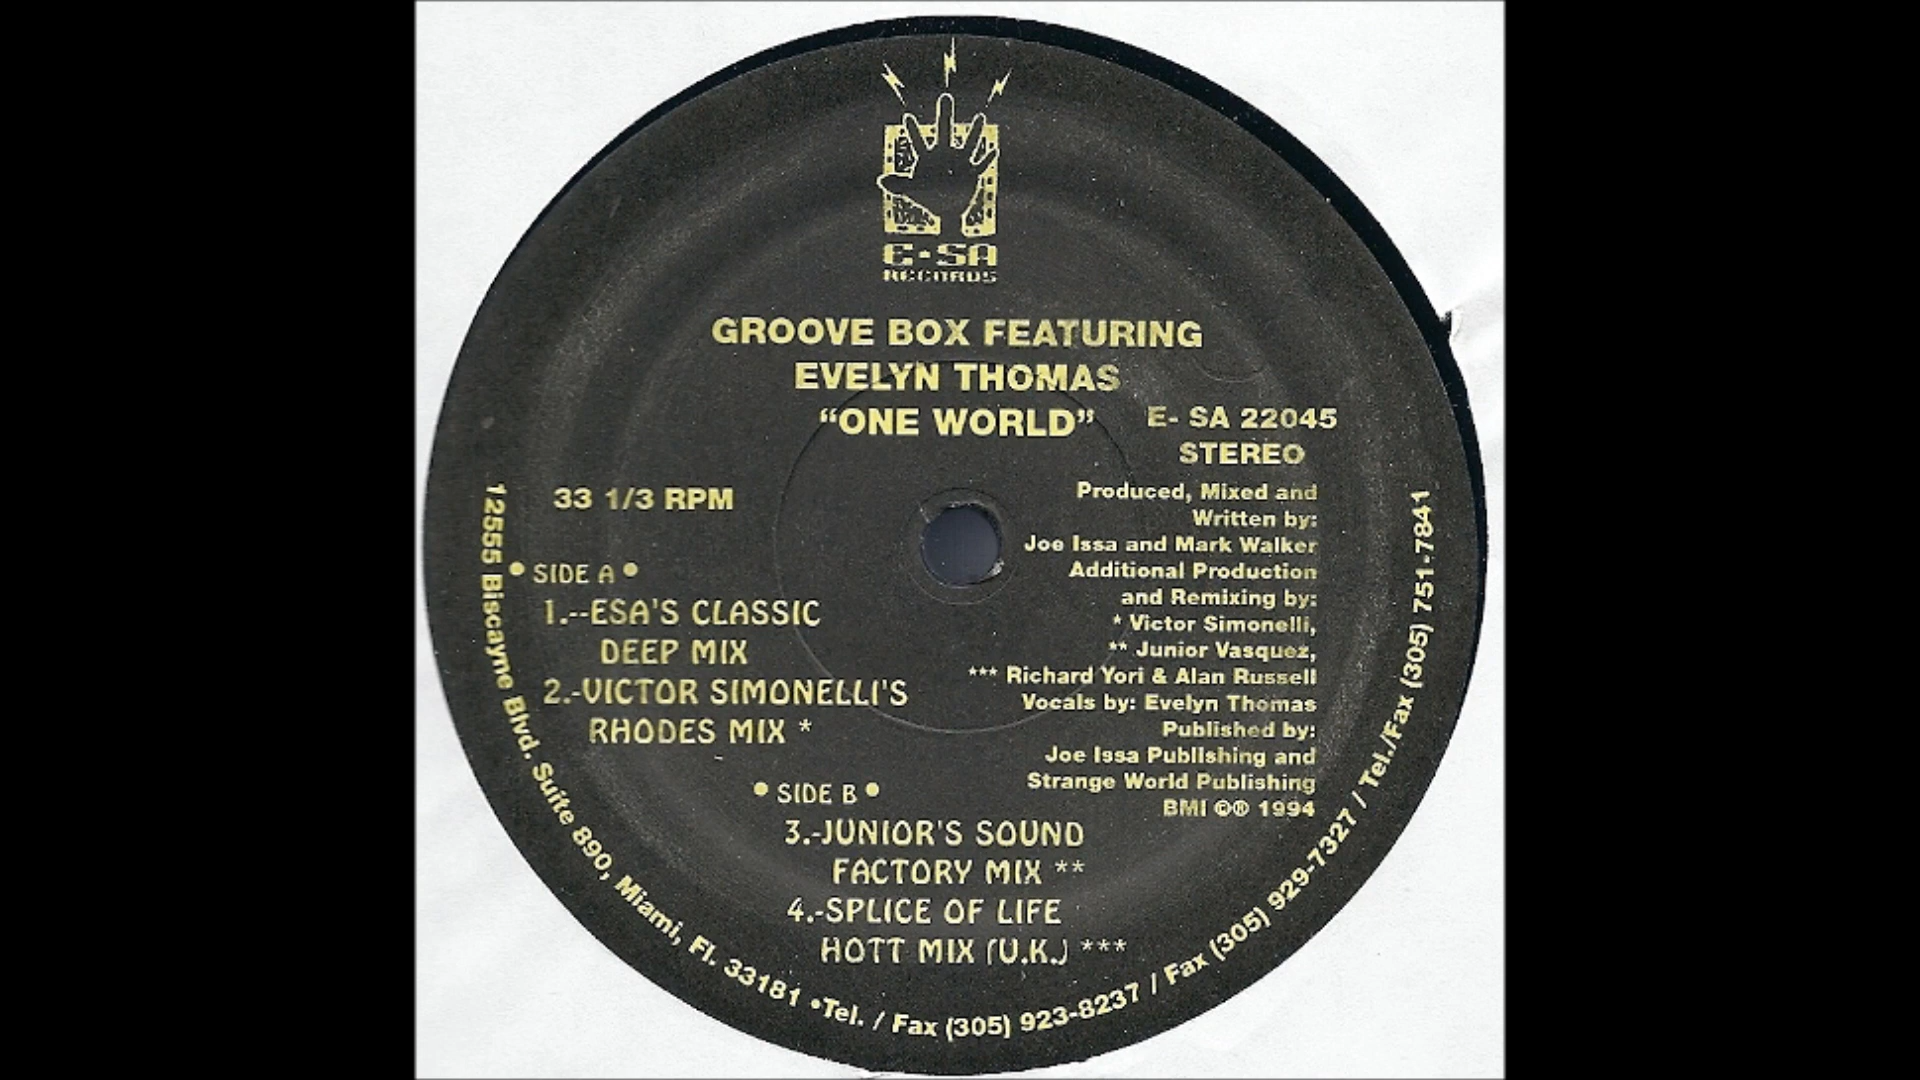 E-SA
RECORDS
GROOVE BOX FEATURING
EVELYN THOMAS
“ONE WORLD”
E- SA 22045
STEREO
33 1/3 RPM
• SIDE A •
1.--ESA'S CLASSIC
DEEP MIX
2.-VICTOR SIMONELLI'S
RHODES MIX *
• SIDE B •
3.-JUNIOR'S SOUND
FACTORY MIX **
4.-SPLICE OF LIFE
HOTT MIX (U.K.) ***
Produced, Mixed and
Written by:
Joe Issa and Mark Walker
Additional Production
and Remixing by:
* Victor Simonelli,
** Junior Vasquez,
*** Richard Yori & Alan Russell
Vocals by: Evelyn Thomas
Published by:
Joe Issa Publishing and
Strange World Publishing
BMI ©® 1994
12555 Biscayne Blvd. Suite 890, Miami, Fl. 33181 •Tel. / Fax (305) 923-8237 / Fax (305) 929-7327 / Tel./Fax (305) 751-7841